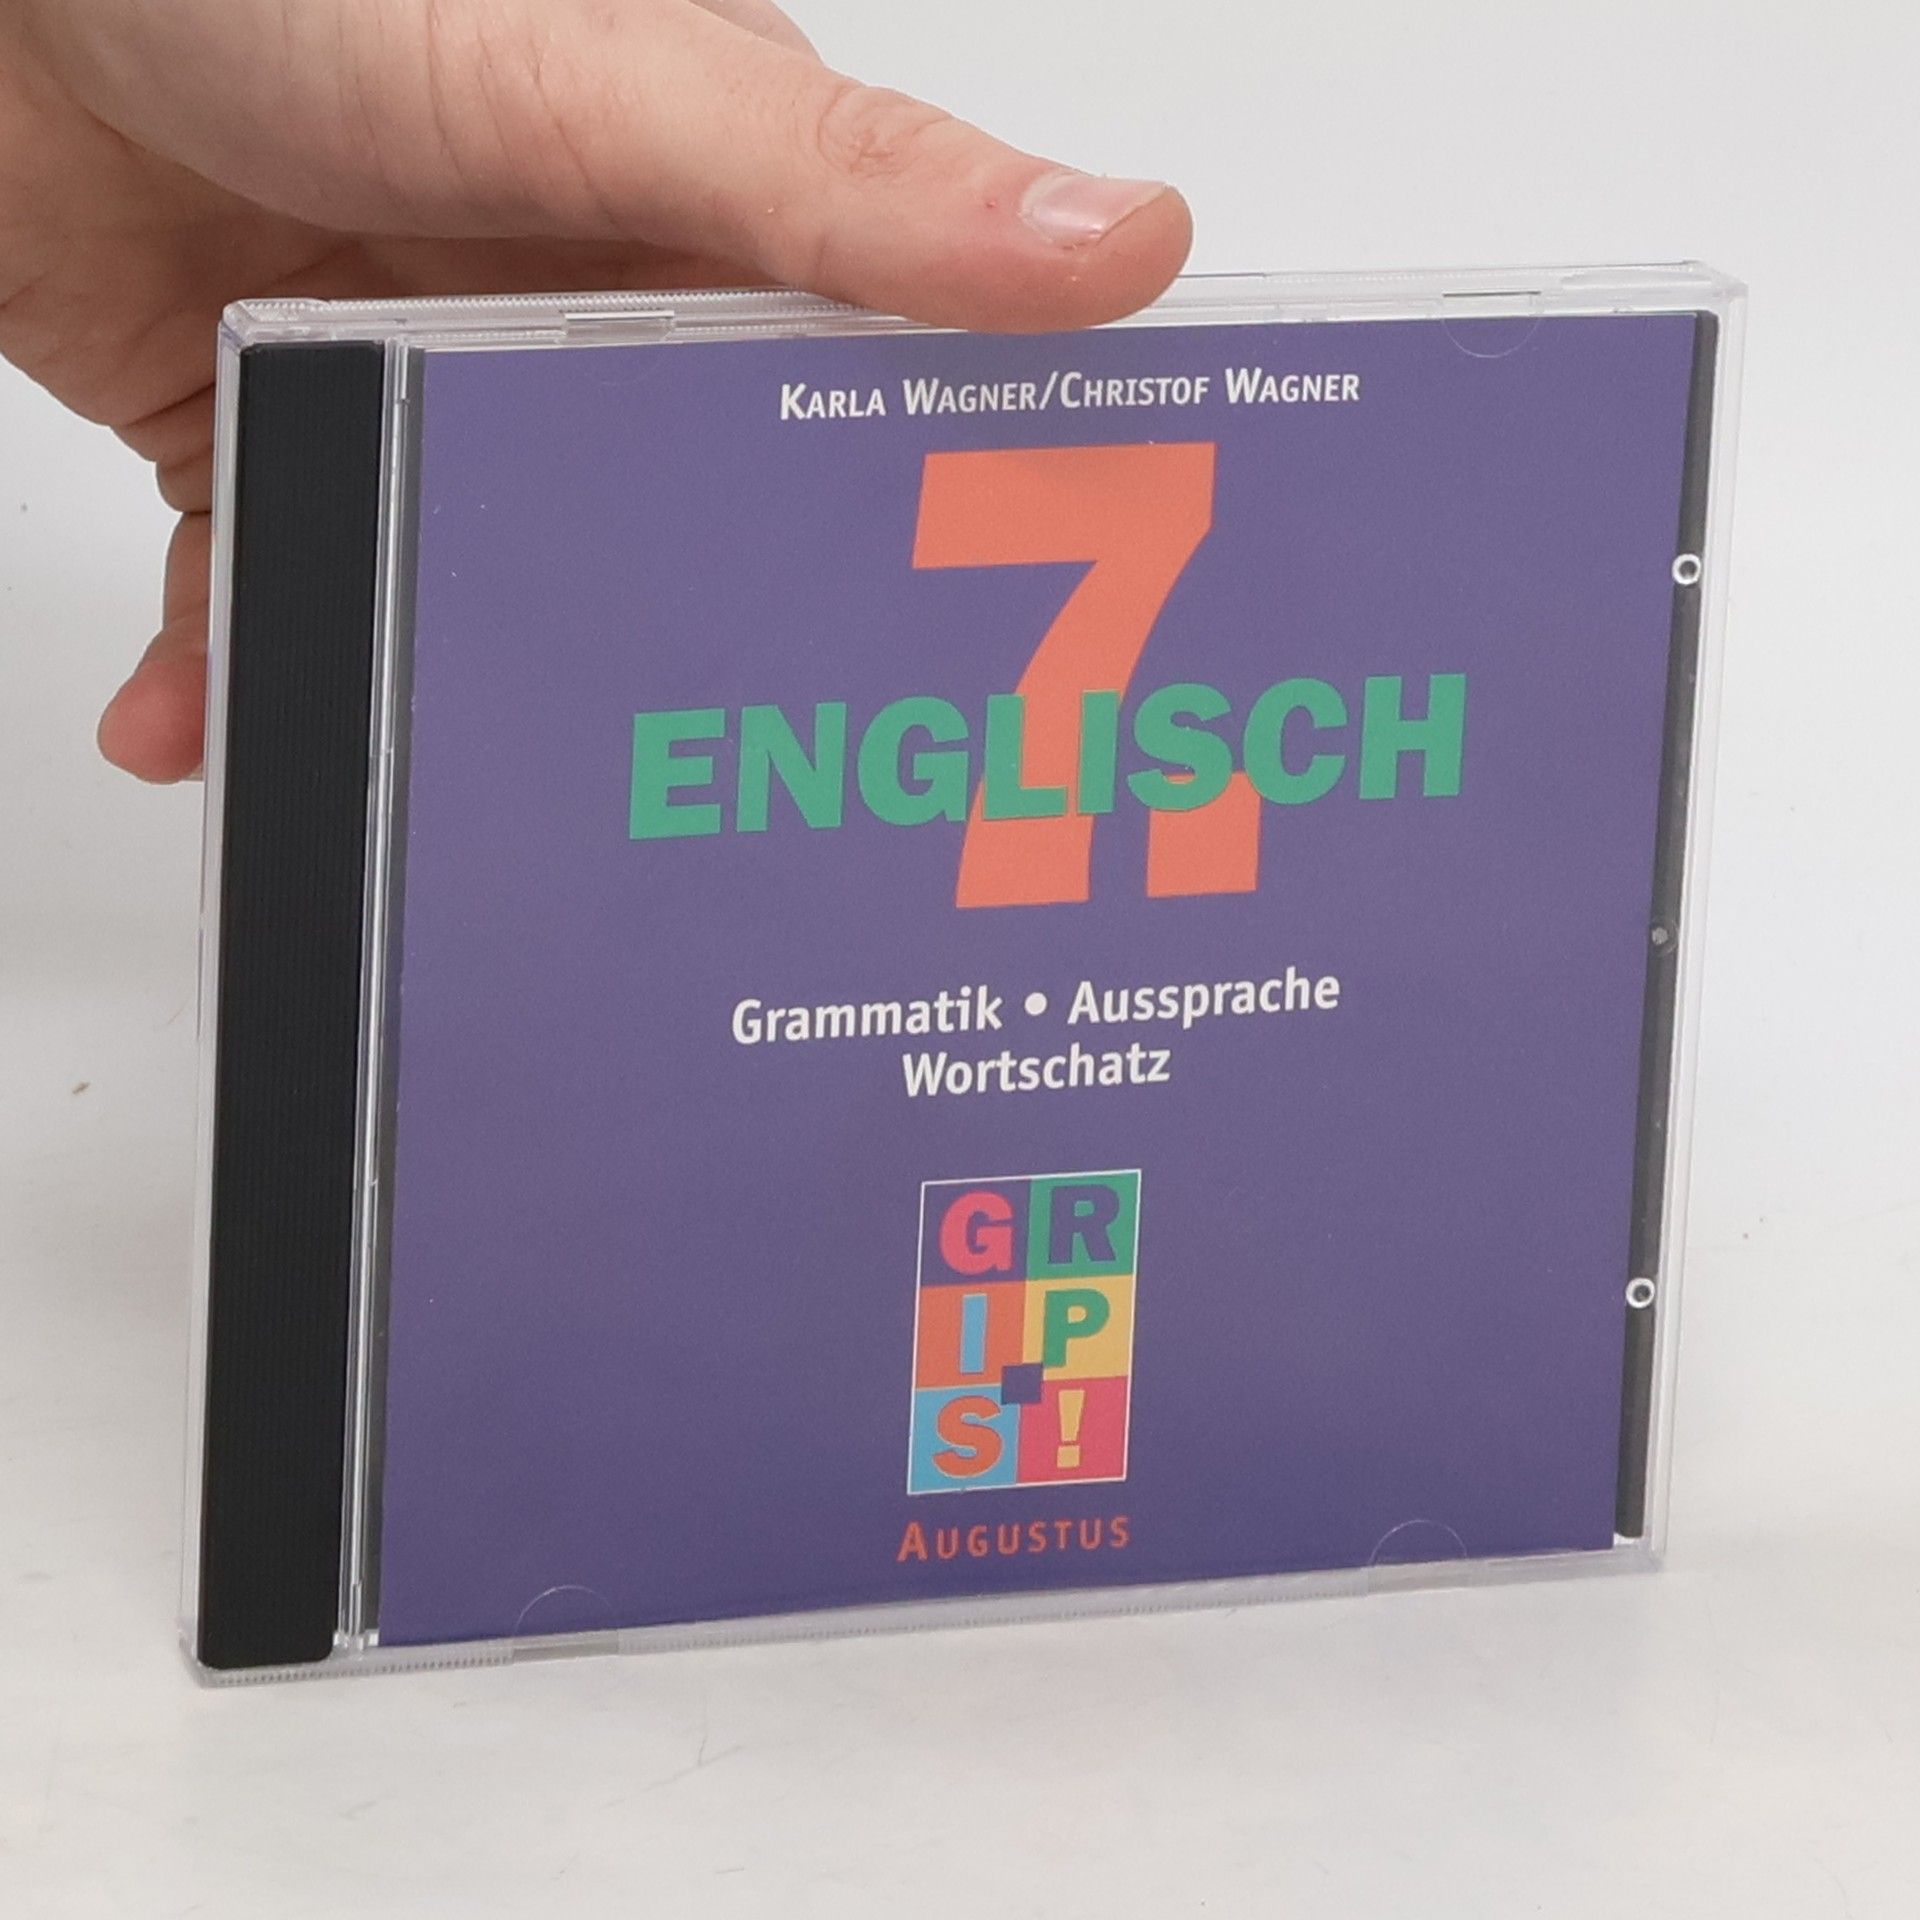 KARLA WAGNER/CHRISTOF WAGNER
7.
ENGLISCH
Grammatik • Aussprache
Wortschatz
GR
IP
S!
AUGUSTUS